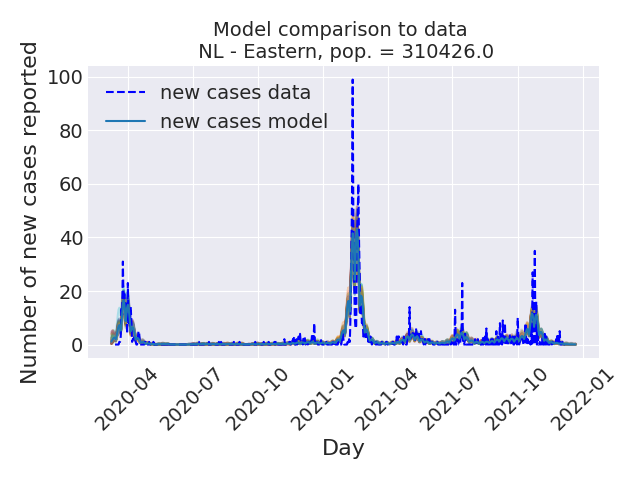 Model comparison to data
NL - Eastern, pop. = 310426.0
Number of new cases reported
100
80
60
40
20
0
new cases data
new cases model
2020-04
2020-07
2020-10
2021-01
2021-04
2021-07
2021-10
2022-01
Day